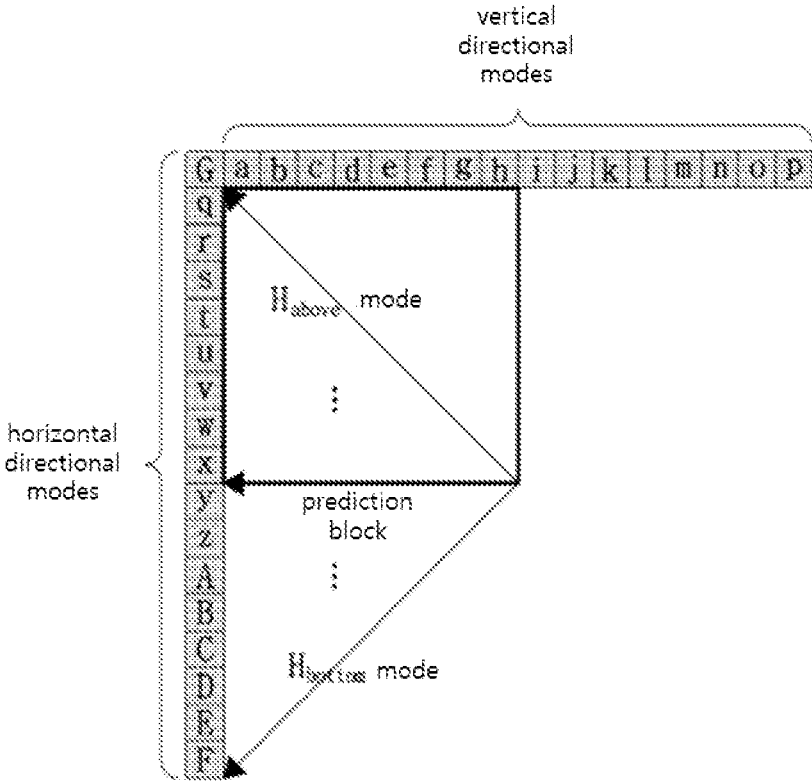 vertical
directional
modes
G a b c d e f g h i j k l m n o p
q
r
s
t
u
v
w
x
y
z
A
B
C
D
E
F
H above mode
horizontal
directional
modes
prediction
block
H bottom mode